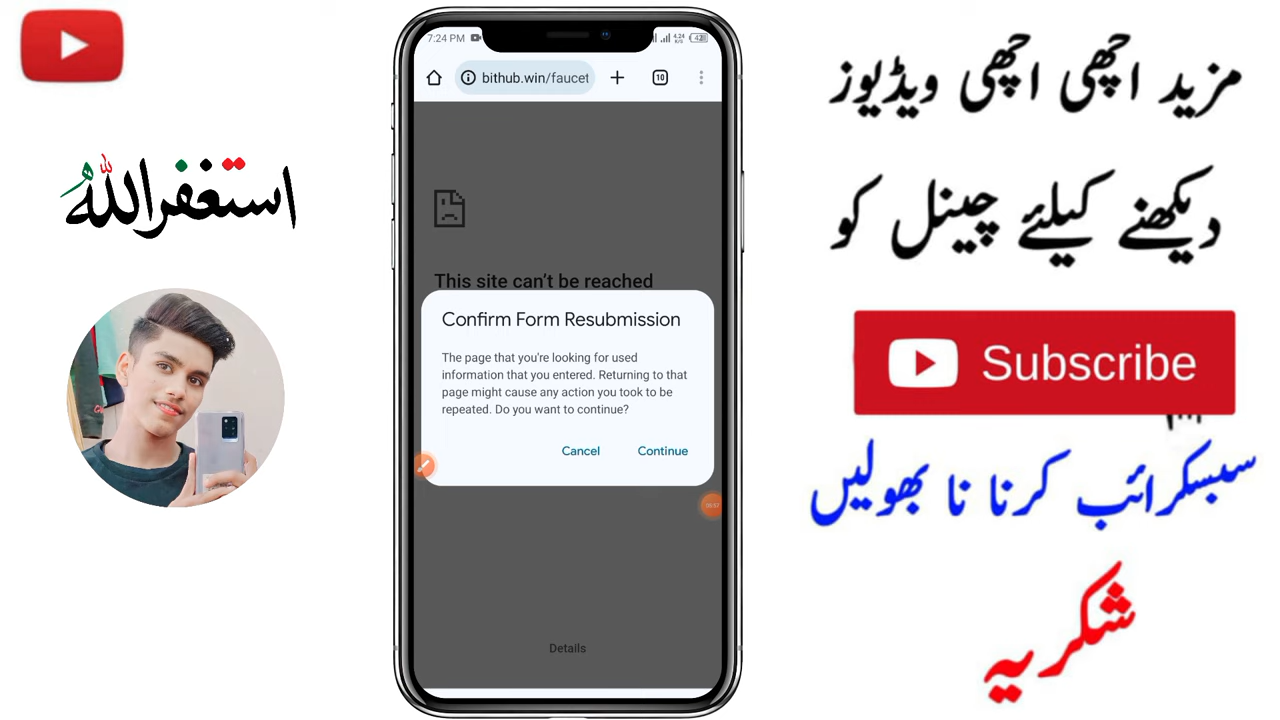 استغفراللہ
7:24 PM
bithub.win/faucet
10
This site can't be reached
Confirm Form Resubmission
The page that you're looking for used
information that you entered. Returning to that
page might cause any action you took to be
repeated. Do you want to continue?
Cancel
Continue
Details
مزید اچھی اچھی ویڈیوز
دیکھنے کیلئے چینل کو
Subscribe
سبسکرائب کرنا نا بھولیں
شکریہ